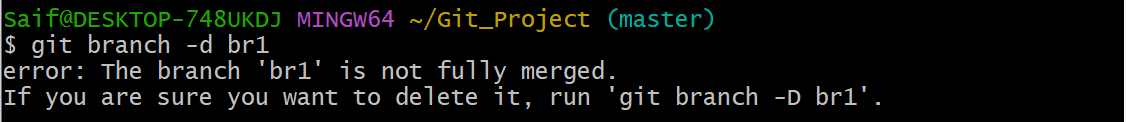 Saif@DESKTOP-748UKDJ MINGW64 ~/Git_Project (master)
$ git branch -d br1
error: The branch 'br1' is not fully merged.
If you are sure you want to delete it, run 'git branch -D br1'.